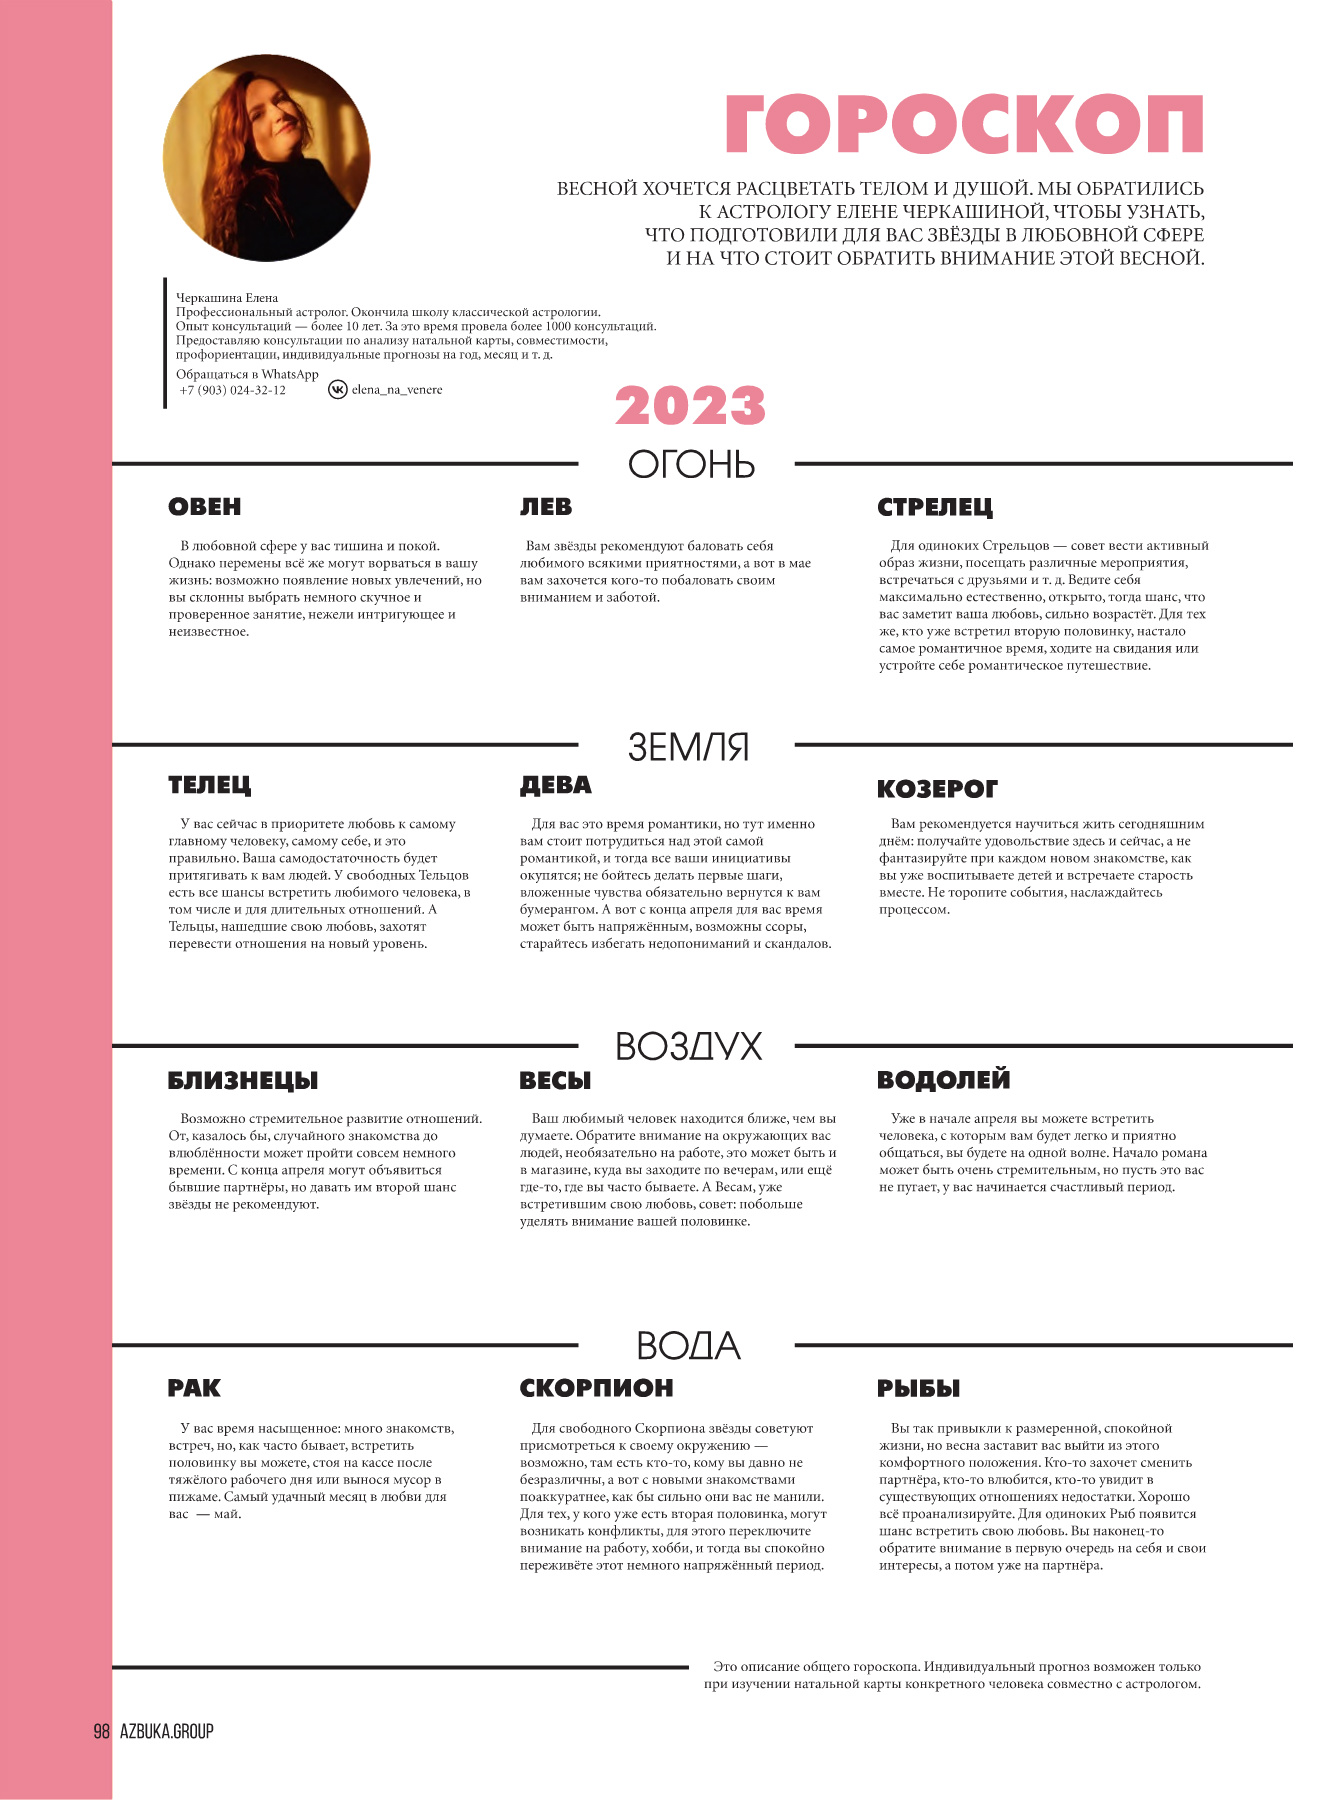 ГОРОСКОП
ВЕСНОЙ ХОЧЕТСЯ РАСЦВЕТАТЬ ТЕЛОМ И ДУШОЙ. МЫ ОБРАТИЛИСЬ
К АСТРОЛОГУ ЕЛЕНЕ ЧЕРКАШИНОЙ, ЧТОБЫ УЗНАТЬ,
ЧТО ПОДГОТОВИЛИ ДЛЯ ВАС ЗВЁЗДЫ В ЛЮБОВНОЙ СФЕРЕ
И НА ЧТО СТОИТ ОБРАТИТЬ ВНИМАНИЕ ЭТОЙ ВЕСНОЙ.
Черкашина Елена
Профессиональный астролог. Окончила школу классической астрологии.
Опыт консультаций — более 10 лет. За это время провела более 1000 консультаций.
Предоставляю консультации по анализу натальной карты, совместимости,
профориентации, индивидуальные прогнозы на год, месяц и т. д.
Обращаться в WhatsApp
+7 (903) 024-32-12
elena_na_venere
2023
ОГОНЬ
ОВЕН
В любовной сфере у вас тишина и покой.
Однако перемены всё же могут ворваться в вашу
жизнь: возможно появление новых увлечений, но
вы склонны выбрать немного скучное и
проверенное занятие, нежели интригующее и
неизвестное.
ЛЕВ
Вам звёзды рекомендуют баловать себя
любимого всякими приятностями, а вот в мае
вам захочется кого-то побаловать своим
вниманием и заботой.
СТРЕЛЕЦ
Для одиноких Стрельцов — совет вести активный
образ жизни, посещать различные мероприятия,
встречаться с друзьями и т. д. Ведите себя
максимально естественно, открыто, тогда шанс, что
вас заметит ваша любовь, сильно возрастёт. Для тех
же, кто уже встретил вторую половинку, настало
самое романтичное время, ходите на свидания или
устройте себе романтическое путешествие.
ЗЕМЛЯ
ТЕЛЕЦ
У вас сейчас в приоритете любовь к самому
главному человеку, самому себе, и это
правильно. Ваша самодостаточность будет
притягивать к вам людей. У свободных Тельцов
есть все шансы встретить любимого человека, в
том числе и для длительных отношений. А
Тельцы, нашедшие свою любовь, захотят
перевести отношения на новый уровень.
ДЕВА
Для вас это время романтики, но тут именно
вам стоит потрудиться над этой самой
романтикой, и тогда все ваши инициативы
окупятся; не бойтесь делать первые шаги,
вложенные чувства обязательно вернутся к вам
бумерангом. А вот с конца апреля для вас время
может быть напряжённым, возможны ссоры,
старайтесь избегать недопониманий и скандалов.
КОЗЕРОГ
Вам рекомендуется научиться жить сегодняшним
днём: получайте удовольствие здесь и сейчас, а не
фантазируйте при каждом новом знакомстве, как
вы уже воспитываете детей и встречаете старость
вместе. Не торопите события, наслаждайтесь
процессом.
ВОЗДУХ
БЛИЗНЕЦЫ
Возможно стремительное развитие отношений.
От, казалось бы, случайного знакомства до
влюблённости может пройти совсем немного
времени. С конца апреля могут объявиться
бывшие партнёры, но давать им второй шанс
звёзды не рекомендуют.
ВЕСЫ
Ваш любимый человек находится ближе, чем вы
думаете. Обратите внимание на окружающих вас
людей, необязательно на работе, это может быть и
в магазине, куда вы заходите по вечерам, или ещё
где-то, где вы часто бываете. А Весам, уже
встретившим свою любовь, совет: побольше
уделять внимание вашей половинке.
ВОДОЛЕЙ
Уже в начале апреля вы можете встретить
человека, с которым вам будет легко и приятно
общаться, вы будете на одной волне. Начало романа
может быть очень стремительным, но пусть это вас
не пугает, у вас начинается счастливый период.
ВОДА
РАК
У вас время насыщенное: много знакомств,
встреч, но, как часто бывает, встретить
половинку вы можете, стоя на кассе после
тяжёлого рабочего дня или вынося мусор в
пижаме. Самый удачный месяц в любви для
вас — май.
СКОРПИОН
Для свободного Скорпиона звёзды советуют
присмотреться к своему окружению —
возможно, там есть кто-то, кому вы давно не
безразличны, а вот с новыми знакомствами
поаккуратнее, как бы сильно они вас не манили.
Для тех, у кого уже есть вторая половинка, могут
возникать конфликты, для этого переключите
внимание на работу, хобби, и тогда вы спокойно
переживёте этот немного напряжённый период.
РЫБЫ
Вы так привыкли к размеренной, спокойной
жизни, но весна заставит вас выйти из этого
комфортного положения. Кто-то захочет сменить
партнёра, кто-то влюбится, кто-то увидит в
существующих отношениях недостатки. Хорошо
всё проанализируйте. Для одиноких Рыб появится
шанс встретить свою любовь. Вы наконец-то
обратите внимание в первую очередь на себя и свои
интересы, а потом уже на партнёра.
Это описание общего гороскопа. Индивидуальный прогноз возможен только
при изучении натальной карты конкретного человека совместно с астрологом.
98 AZBUKA.GROUP